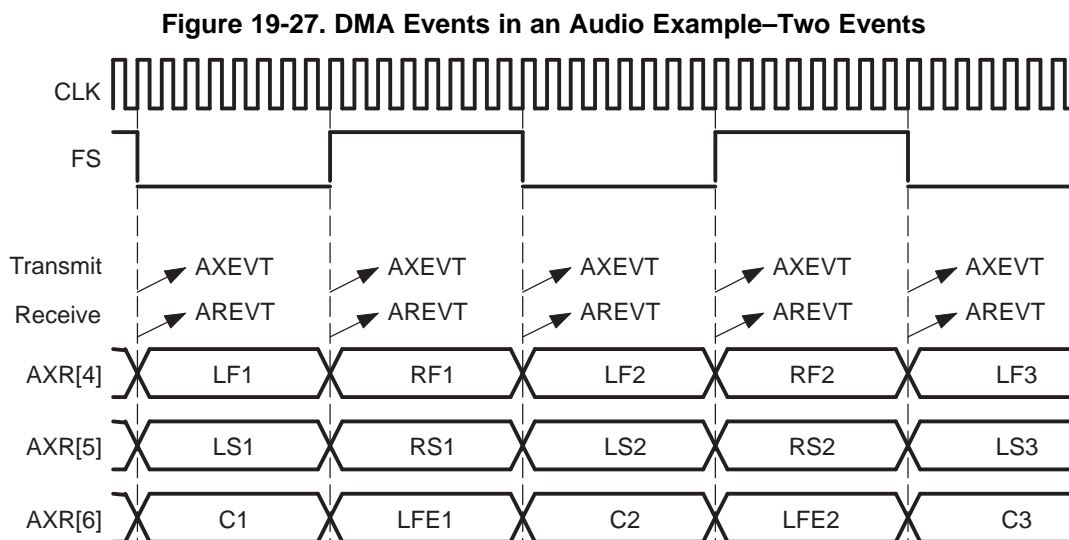 Figure 19-27. DMA Events in an Audio Example–Two Events
CLK
FS
Transmit AXEVT AXEVT AXEVT AXEVT AXEVT
Receive AREVT AREVT AREVT AREVT AREVT
AXR[4] LF1 RF1 LF2 RF2 LF3
AXR[5] LS1 RS1 LS2 RS2 LS3
AXR[6] C1 LFE1 C2 LFE2 C3